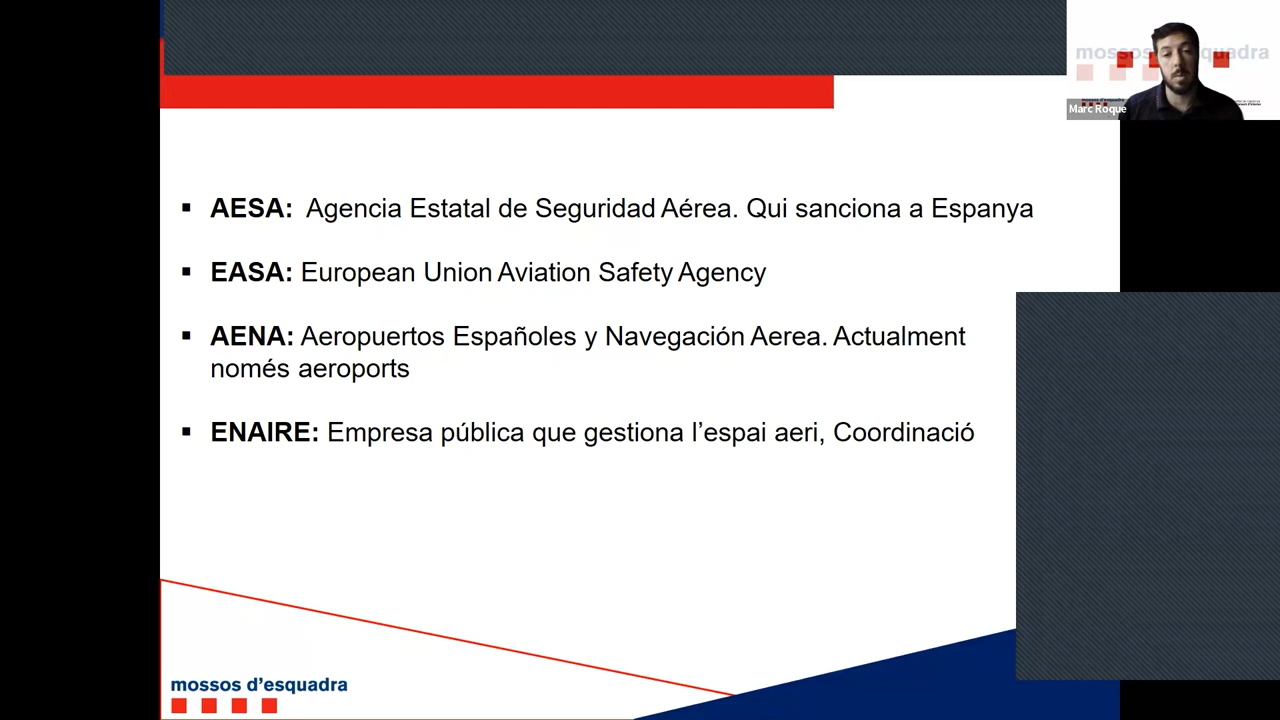 mossos d'esquadra
Marc Roque
▪ AESA: Agencia Estatal de Seguridad Aérea. Qui sanciona a Espanya
▪ EASA: European Union Aviation Safety Agency
▪ AENA: Aeropuertos Españoles y Navegación Aerea. Actualment
només aeroports
▪ ENAIRE: Empresa pública que gestiona l’espai aeri, Coordinació
mossos d’esquadra